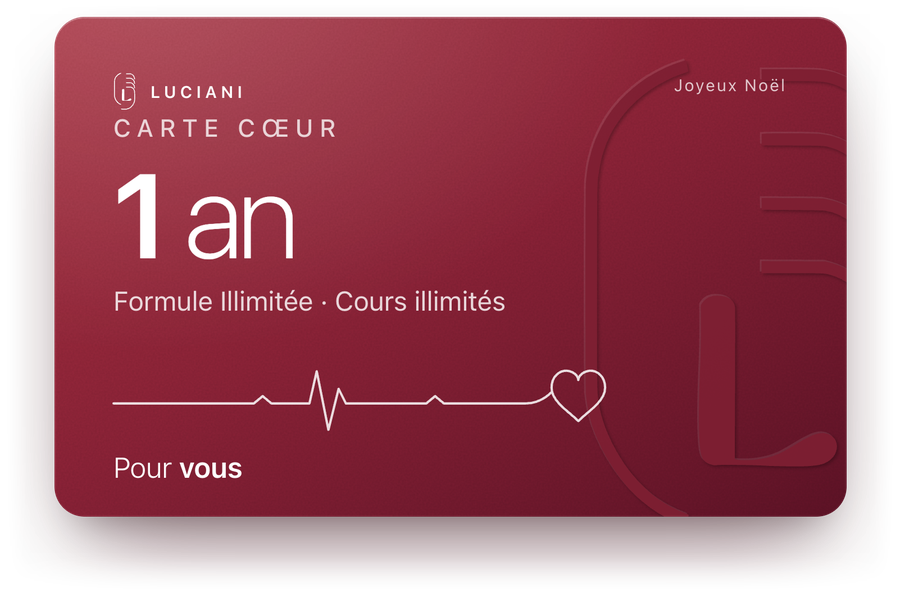 LUCIANI
Joyeux Noël
CARTE CŒUR
1 an
Formule Illimitée · Cours illimités
Pour vous